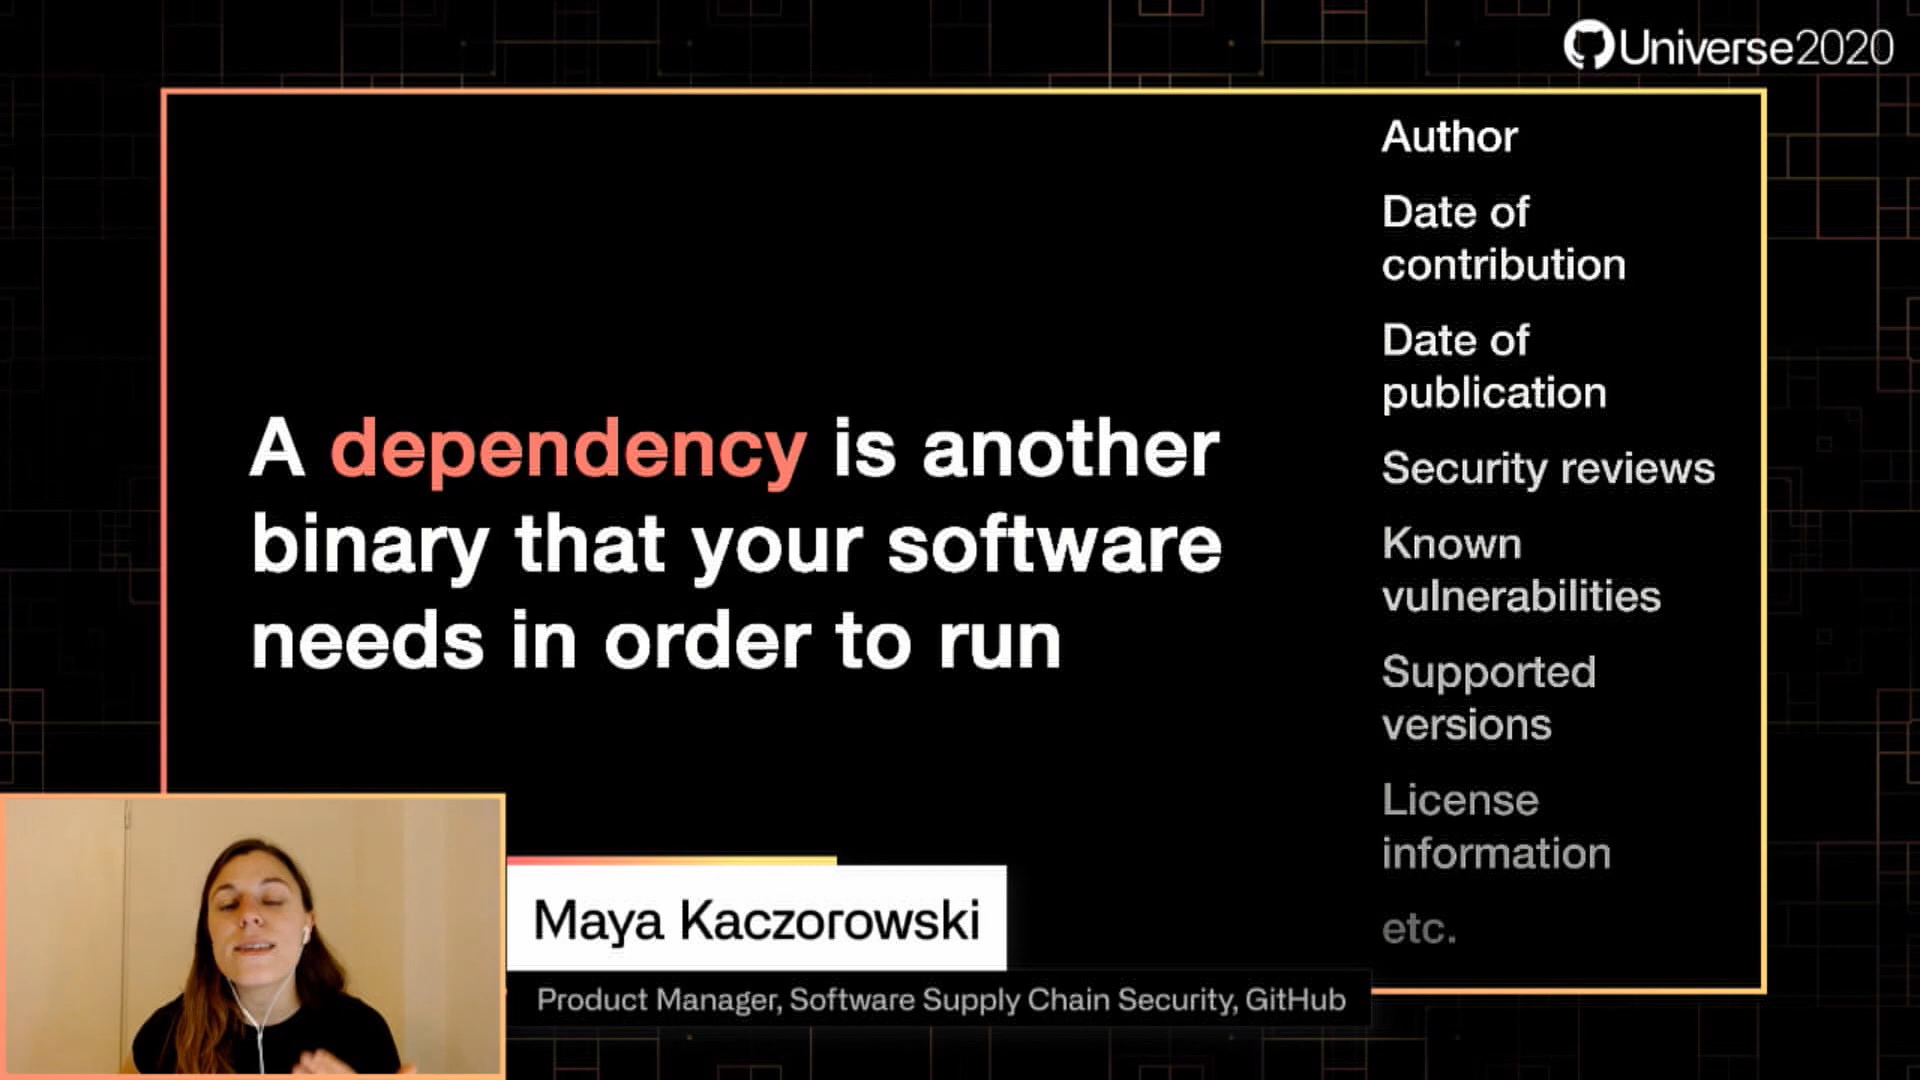 Universe2020
A dependency is another
binary that your software
needs in order to run
Author
Date of
contribution
Date of
publication
Security reviews
Known
vulnerabilities
Supported
versions
License
information
etc.
Maya Kaczorowski
Product Manager, Software Supply Chain Security, GitHub